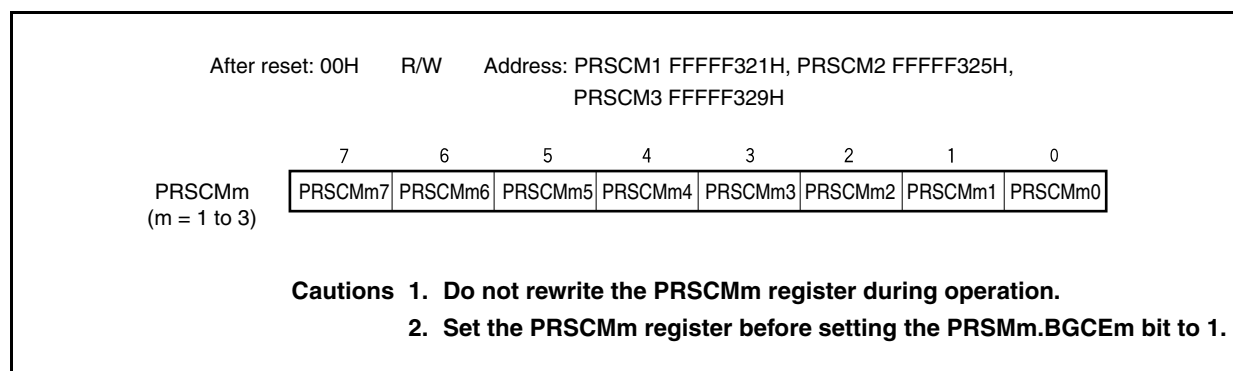 After reset: 00H R/W Address: PRSCM1 FFFFF321H, PRSCM2 FFFFF325H,
PRSCM3 FFFFF329H
7 6 5 4 3 2 1 0
PRSCMm PRSCMm7 PRSCMm6 PRSCMm5 PRSCMm4 PRSCMm3 PRSCMm2 PRSCMm1 PRSCMm0
(m = 1 to 3)
Cautions 1. Do not rewrite the PRSCMm register during operation.
2. Set the PRSCMm register before setting the PRSMm.BGCEm bit to 1.